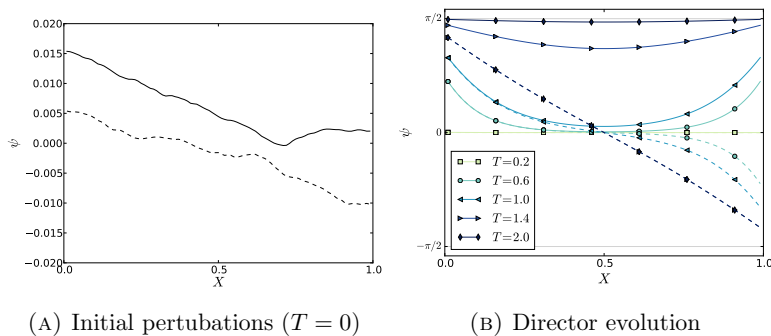 0.020
0.015
0.010
0.005
0.000
−0.005
−0.010
−0.015
−0.020
ψ
0.0 0.5 1.0
X
π/2
0
−π/2
ψ
T=0.2
T=0.6
T=1.0
T=1.4
T=2.0
0.0 0.5 1.0
X
(A) Initial pertubations (T = 0)
(B) Director evolution